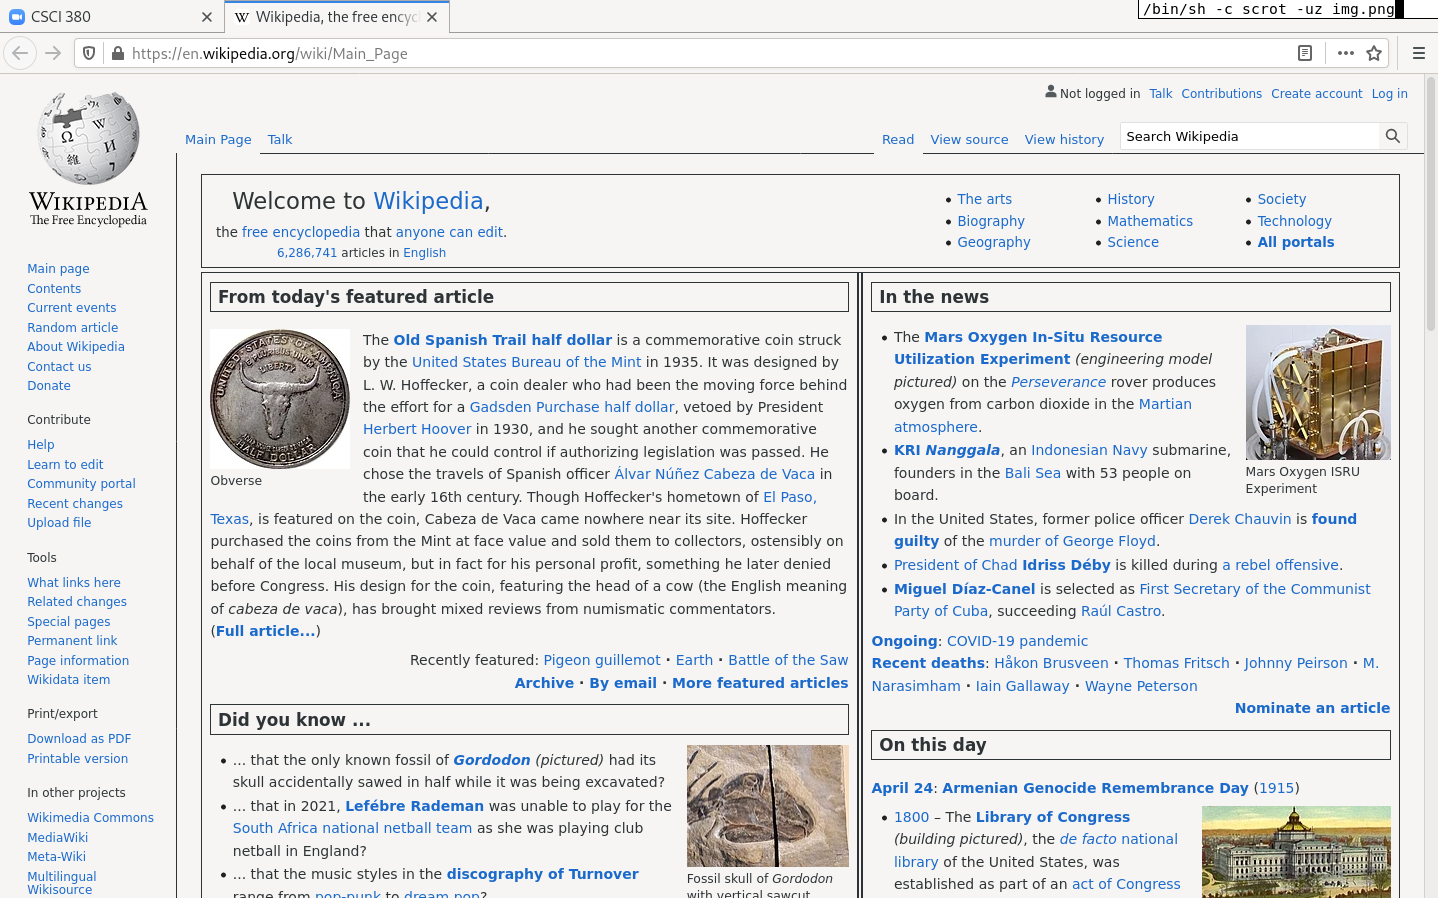 CSCI 380
Wikipedia, the free encyc
/bin/sh -c scrot -uz img.png
https://en.wikipedia.org/wiki/Main_Page
WIKIPEDIA
The Free Encyclopedia
Not logged in Talk Contributions Create account Log in
Main Page Talk
Read View source View history Search Wikipedia
Main page
Contents
Current events
Random article
About Wikipedia
Contact us
Donate
Contribute
Help
Learn to edit
Community portal
Recent changes
Upload file
Tools
What links here
Related changes
Special pages
Permanent link
Page information
Wikidata item
Print/export
Download as PDF
Printable version
In other projects
Wikimedia Commons
MediaWiki
Meta-Wiki
Multilingual
Wikisource
Welcome to Wikipedia,
the free encyclopedia that anyone can edit.
6,286,741 articles in English
• The arts
• Biography
• Geography
• History
• Mathematics
• Science
• Society
• Technology
• All portals
From today's featured article
Obverse
The Old Spanish Trail half dollar is a commemorative coin struck
by the United States Bureau of the Mint in 1935. It was designed by
L. W. Hoffecker, a coin dealer who had been the moving force behind
the effort for a Gadsden Purchase half dollar, vetoed by President
Herbert Hoover in 1930, and he sought another commemorative
coin that he could control if authorizing legislation was passed. He
chose the travels of Spanish officer Álvar Núñez Cabeza de Vaca in
the early 16th century. Though Hoffecker's hometown of El Paso,
Texas, is featured on the coin, Cabeza de Vaca came nowhere near its site. Hoffecker
purchased the coins from the Mint at face value and sold them to collectors, ostensibly on
behalf of the local museum, but in fact for his personal profit, something he later denied
before Congress. His design for the coin, featuring the head of a cow (the English meaning
of cabeza de vaca), has brought mixed reviews from numismatic commentators.
(Full article...)
Recently featured: Pigeon guillemot · Earth · Battle of the Saw
Archive · By email · More featured articles
Did you know ...
• ... that the only known fossil of Gordodon (pictured) had its
skull accidentally sawed in half while it was being excavated?
• ... that in 2021, Lefébre Rademan was unable to play for the
South Africa national netball team as she was playing club
netball in England?
• ... that the music styles in the discography of Turnover
range from pop-punk to dream pop?
Fossil skull of Gordodon
with vertical sawcut
In the news
• The Mars Oxygen In-Situ Resource
Utilization Experiment (engineering model
pictured) on the Perseverance rover produces
oxygen from carbon dioxide in the Martian
atmosphere.
• KRI Nanggala, an Indonesian Navy submarine,
founders in the Bali Sea with 53 people on
board.
Mars Oxygen ISRU
Experiment
• In the United States, former police officer Derek Chauvin is found
guilty of the murder of George Floyd.
• President of Chad Idriss Déby is killed during a rebel offensive.
• Miguel Díaz-Canel is selected as First Secretary of the Communist
Party of Cuba, succeeding Raúl Castro.
Ongoing: COVID-19 pandemic
Recent deaths: Håkon Brusveen · Thomas Fritsch · Johnny Peirson · M.
Narasimham · Iain Gallaway · Wayne Peterson
Nominate an article
On this day
April 24: Armenian Genocide Remembrance Day (1915)
• 1800 – The Library of Congress
(building pictured), the de facto national
library of the United States, was
established as part of an act of Congress
UNITED STATES OF AMERICA
E PLURIBUS UNUM
LIBERTY
HALF DOLLAR